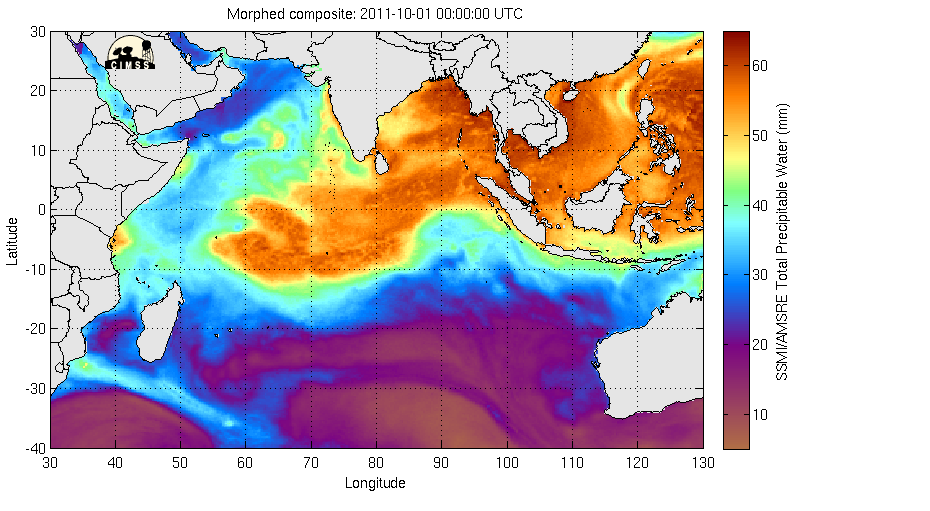 Morphed composite: 2011-10-01 00:00:00 UTC
CIMSS
30
20
10
0
-10
-20
-30
-40
Latitude
30 40 50 60 70 80 90 100 110 120 130
Longitude
60
50
40
30
20
10
SSMI/AMSRE Total Precipitable Water (mm)